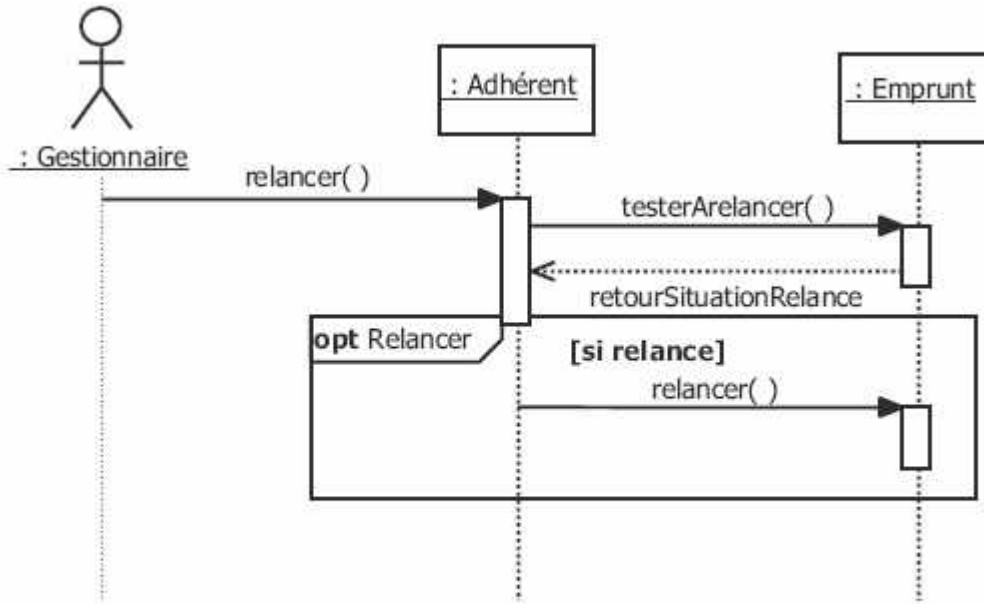 : Adhérent
: Emprunt
: Gestionnaire
relancer( )
testerArelancer( )
retourSituationRelance
opt Relancer
[si relance]
relancer( )